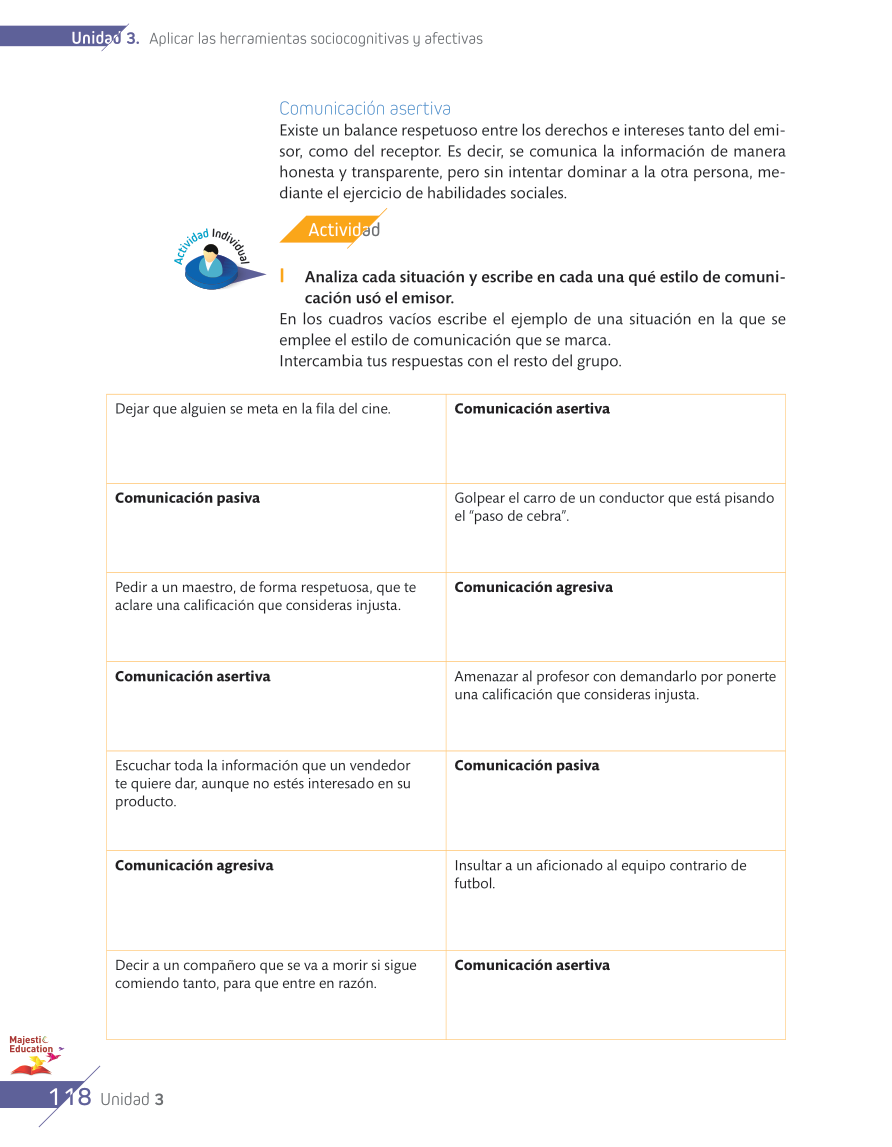 Unidad 3. Aplicar las herramientas sociocognitivas y afectivas
Comunicación asertiva
Existe un balance respetuoso entre los derechos e intereses tanto del emi-
sor, como del receptor. Es decir, se comunica la información de manera
honesta y transparente, pero sin intentar dominar a la otra persona, me-
diante el ejercicio de habilidades sociales.
Actividad Individual
Actividad
I Analiza cada situación y escribe en cada una qué estilo de comuni-
cación usó el emisor.
En los cuadros vacíos escribe el ejemplo de una situación en la que se
emplee el estilo de comunicación que se marca.
Intercambia tus respuestas con el resto del grupo.
Dejar que alguien se meta en la fila del cine.
Comunicación asertiva
Comunicación pasiva
Golpear el carro de un conductor que está pisando
el “paso de cebra”.
Pedir a un maestro, de forma respetuosa, que te
aclare una calificación que consideras injusta.
Comunicación agresiva
Comunicación asertiva
Amenazar al profesor con demandarlo por ponerte
una calificación que consideras injusta.
Escuchar toda la información que un vendedor
te quiere dar, aunque no estés interesado en su
producto.
Comunicación pasiva
Comunicación agresiva
Insultar a un aficionado al equipo contrario de
futbol.
Decir a un compañero que se va a morir si sigue
comiendo tanto, para que entre en razón.
Comunicación asertiva
Majestic
Education
118 Unidad 3